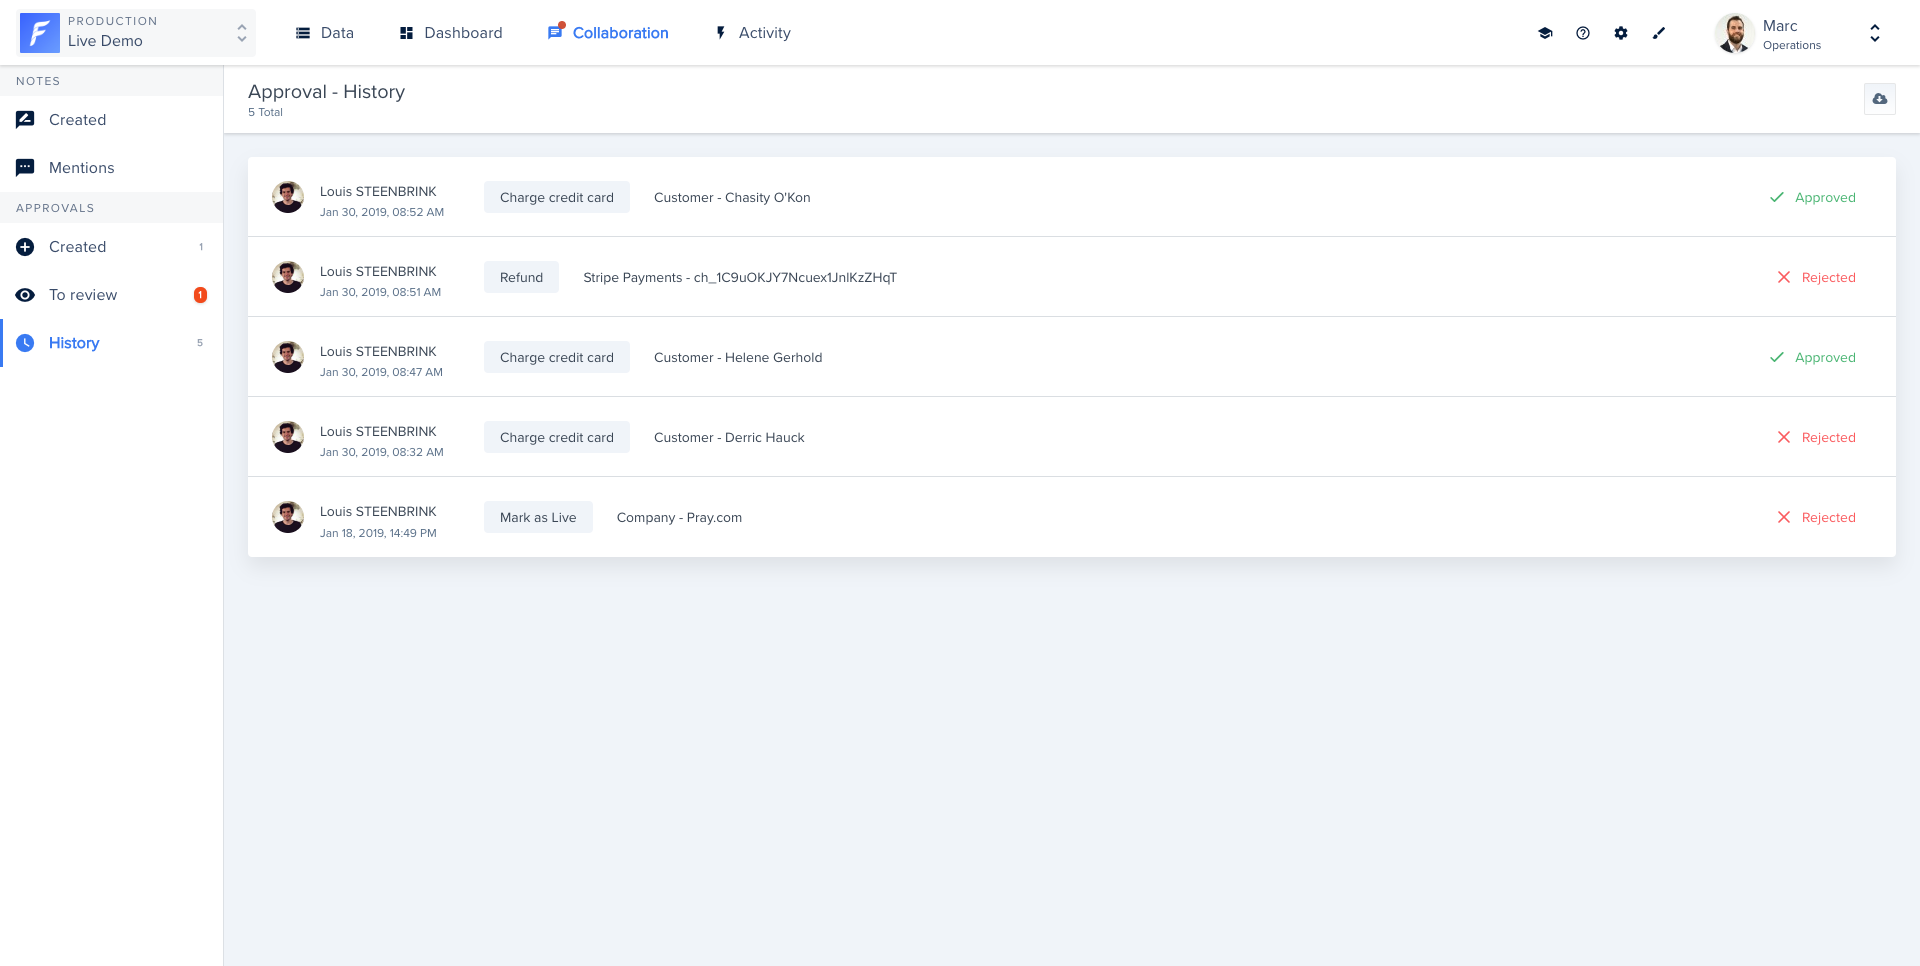 PRODUCTION
Live Demo
Data
Dashboard
Collaboration
Activity
Marc
Operations
NOTES
Created
Mentions
APPROVALS
Created 1
To review 1
History 5
Approval - History
5 Total
Louis STEENBRINK
Jan 30, 2019, 08:52 AM
Charge credit card
Customer - Chasity O'Kon
Approved
Louis STEENBRINK
Jan 30, 2019, 08:51 AM
Refund
Stripe Payments - ch_1C9uOKJY7Ncuex1JnlKzZHqT
Rejected
Louis STEENBRINK
Jan 30, 2019, 08:47 AM
Charge credit card
Customer - Helene Gerhold
Approved
Louis STEENBRINK
Jan 30, 2019, 08:32 AM
Charge credit card
Customer - Derric Hauck
Rejected
Louis STEENBRINK
Jan 18, 2019, 14:49 PM
Mark as Live
Company - Pray.com
Rejected